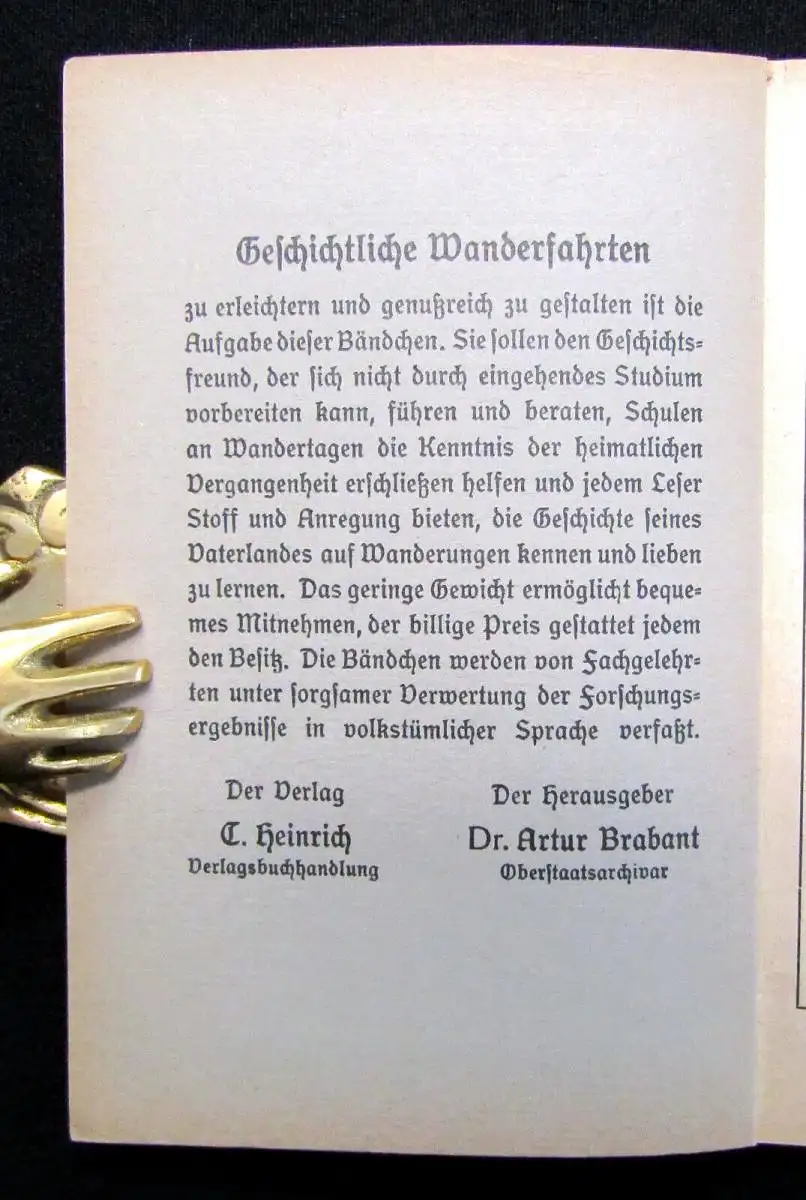 Geschichtliche Wanderfahrten
zu erleichtern und genußreich zu gestalten ist die
Aufgabe dieser Bändchen. Sie sollen den Geschichts-
freund, der sich nicht durch eingehendes Studium
vorbereiten kann, führen und beraten, Schulen
an Wandertagen die Kenntnis der heimatlichen
Vergangenheit erschließen helfen und jedem Leser
Stoff und Anregung bieten, die Geschichte seines
Vaterlandes auf Wanderungen kennen und lieben
zu lernen. Das geringe Gewicht ermöglicht beque-
mes Mitnehmen, der billige Preis gestattet jedem
den Besitz. Die Bändchen werden von Fachgelehr-
ten unter sorgsamer Verwertung der Forschungs-
ergebnisse in volkstümlicher Sprache verfaßt.
Der Verlag
C. Heinrich
Verlagsbuchhandlung
Der Herausgeber
Dr. Artur Brabant
Oberstaatsarchivar